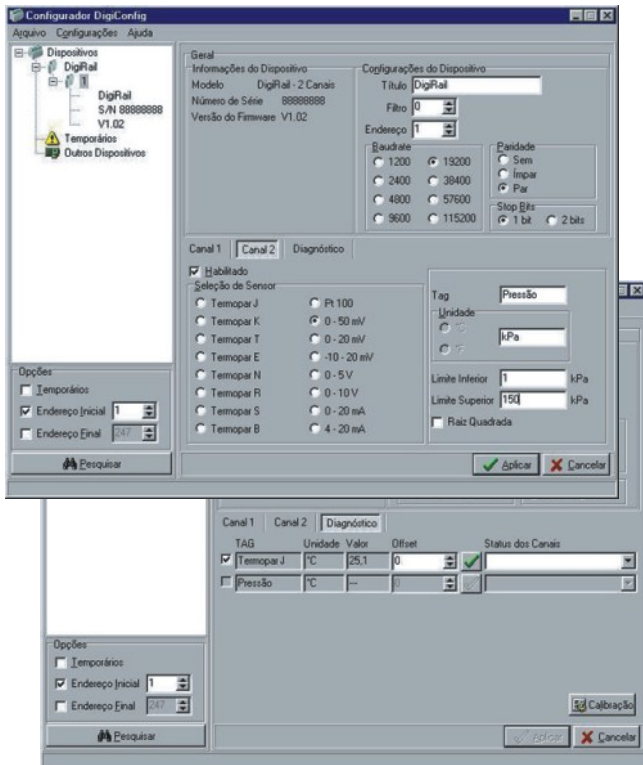 Configurador DigiConfig
Arquivo Configurações Ajuda
Dispositivos
DigiRail
1
DigiRail
S/N 88888888
V1.02
Temporários
Outros Dispositivos
Opções
Temporários
Endereço Inicial 1
Endereço Final 247
Pesquisar
Geral
Informações do Dispositivo
Modelo DigiRail - 2 Canais
Número de Série 88888888
Versão do Firmware V1.02
Configurações do Dispositivo
Título DigiRail
Filtro 0
Endereço 1
Baudrate
1200 19200
2400 38400
4800 57600
9600 115200
Paridade
Sem
Ímpar
Par
Stop Bits
1 bit 2 bits
Canal 1 Canal 2 Diagnóstico
Habilitado
Seleção de Sensor
Termopar J Pt 100
Termopar K 0 - 50 mV
Termopar T 0 - 20 mV
Termopar E -10 - 20 mV
Termopar N 0 - 5 V
Termopar R 0 - 10 V
Termopar S 0 - 20 mA
Termopar B 4 - 20 mA
Tag Pressão
Unidade
°C
°F
kPa
Limite Inferior 1 kPa
Limite Superior 150 kPa
Raiz Quadrada
Aplicar Cancelar
Canal 1 Canal 2 Diagnóstico
TAG Unidade Valor Offset Status dos Canais
Termopar J °C 25,1 0
Pressão °C --- 0
Opções
Temporários
Endereço Inicial 1
Endereço Final 247
Pesquisar
Calibração
Aplicar Cancelar